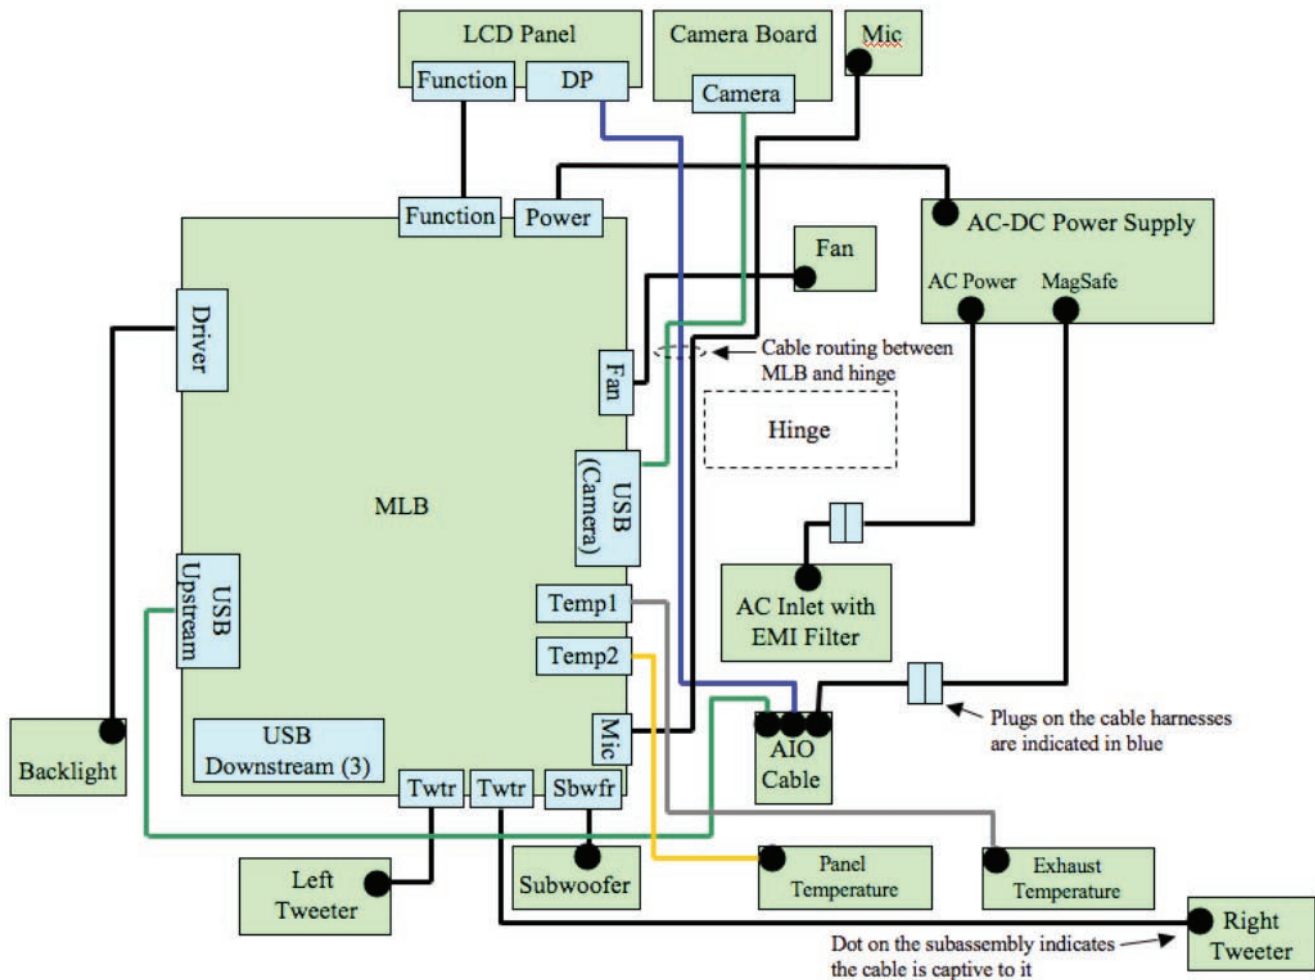 LCD Panel
Function
DP
Camera Board
Camera
Mic
Function
Power
AC-DC Power Supply
AC Power
MagSafe
Fan
Driver
Fan
Cable routing between
MLB and hinge
Hinge
MLB
USB
(Camera)
USB
Upstream
Temp1
Temp2
AC Inlet with
EMI Filter
Mic
Plugs on the cable harnesses
are indicated in blue
USB
Downstream (3)
AIO
Cable
Backlight
Twtr
Twtr
Sbwfr
Left
Tweeter
Subwoofer
Panel
Temperature
Exhaust
Temperature
Right
Tweeter
Dot on the subassembly indicates
the cable is captive to it